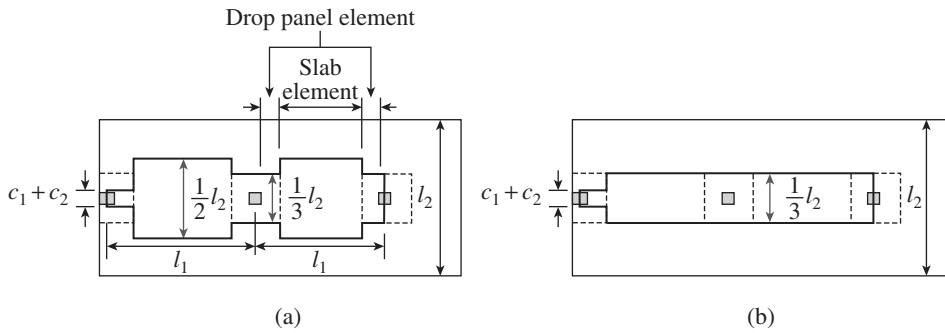 Drop panel element
Slab
element
c₁ + c₂
1/2 l₂
1/3 l₂
l₂
l₁
l₁
(a)
c₁ + c₂
1/3 l₂
l₂
(b)